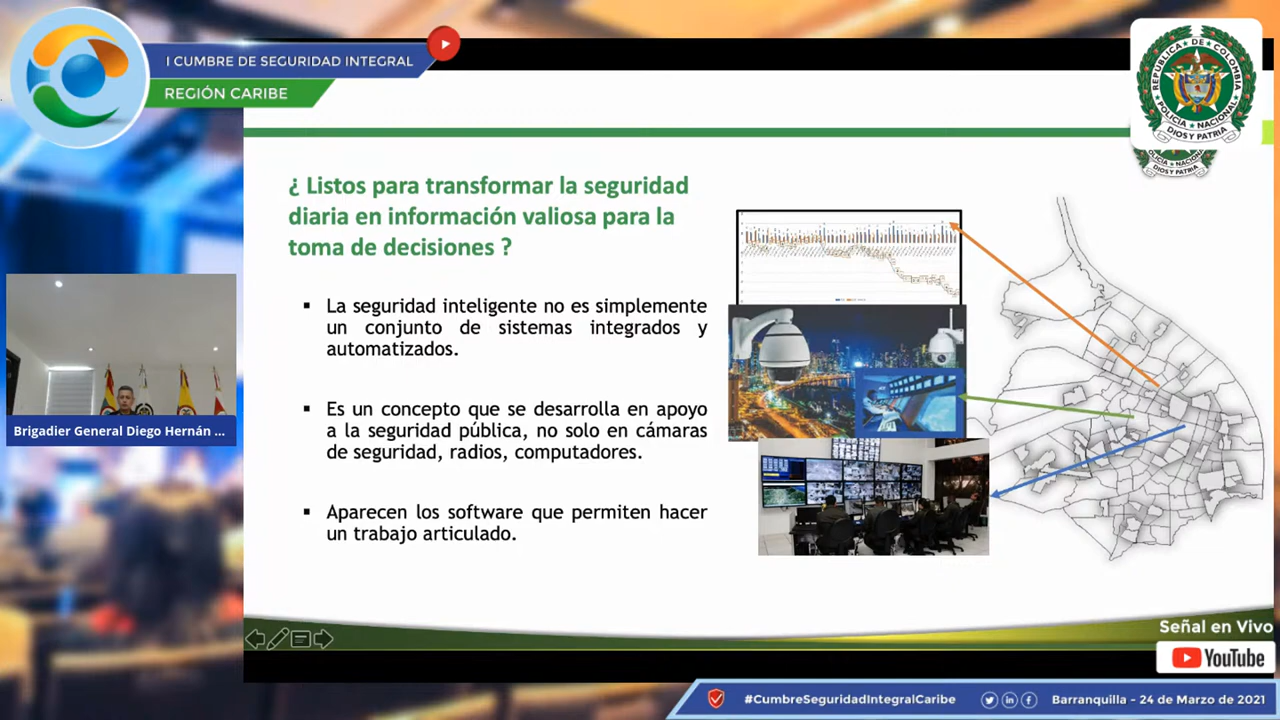 I CUMBRE DE SEGURIDAD INTEGRAL
REGIÓN CARIBE
REPÚBLICA DE COLOMBIA
POLICÍA NACIONAL
DIOS Y PATRIA
POLICÍA NACIONAL
DIOS Y PATRIA
¿ Listos para transformar la seguridad
diaria en información valiosa para la
toma de decisiones ?
▪ La seguridad inteligente no es simplemente
un conjunto de sistemas integrados y
automatizados.
▪ Es un concepto que se desarrolla en apoyo
a la seguridad pública, no solo en cámaras
de seguridad, radios, computadores.
▪ Aparecen los software que permiten hacer
un trabajo articulado.
Brigadier General Diego Hernán ...
Señal en Vivo
YouTube
#CumbreSeguridadIntegralCaribe
Barranquilla - 24 de Marzo de 2021